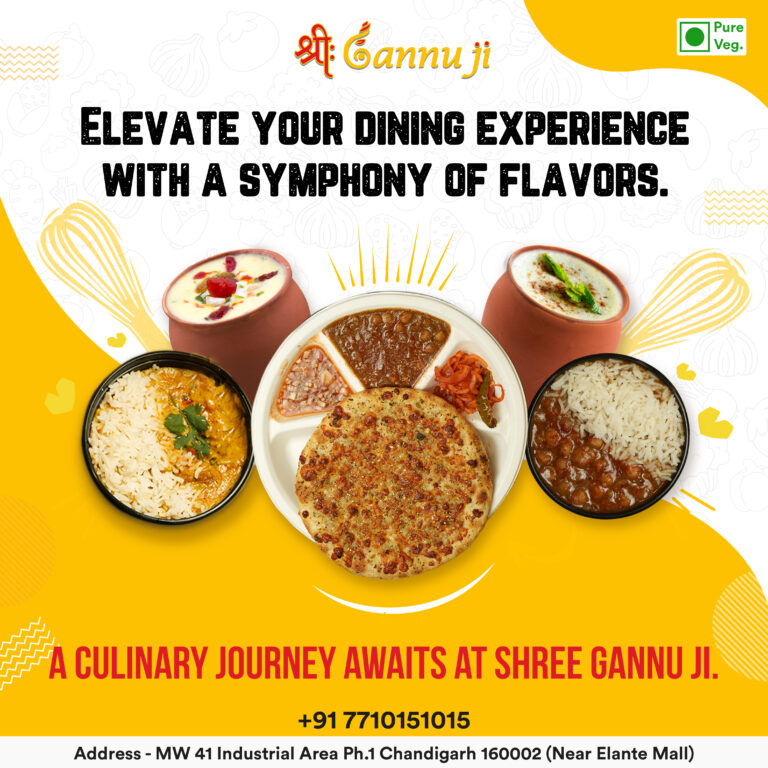 श्रीः Gannu ji
Pure
Veg.
ELEVATE YOUR DINING EXPERIENCE
WITH A SYMPHONY OF FLAVORS.
A CULINARY JOURNEY AWAITS AT SHREE GANNU JI.
+91 7710151015
Address - MW 41 Industrial Area Ph.1 Chandigarh 160002 (Near Elante Mall)